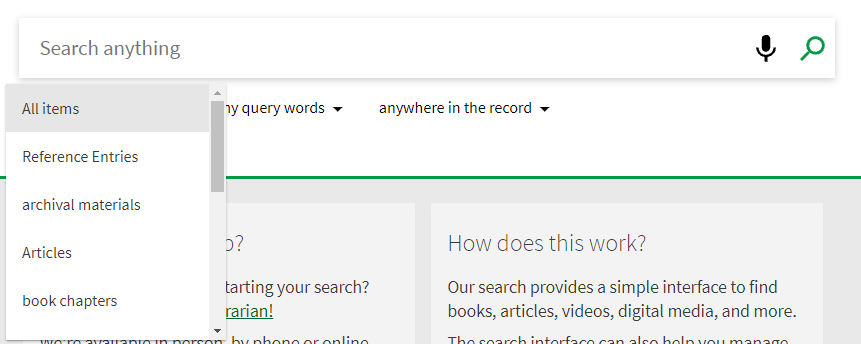 Search anything
All items
ny query words
anywhere in the record
Reference Entries
archival materials
Articles
book chapters
?
tarting your search?
rarian!
We're available in person, by phone or online
How does this work?
Our search provides a simple interface to find
books, articles, videos, digital media, and more.
The search interface can also help you manage